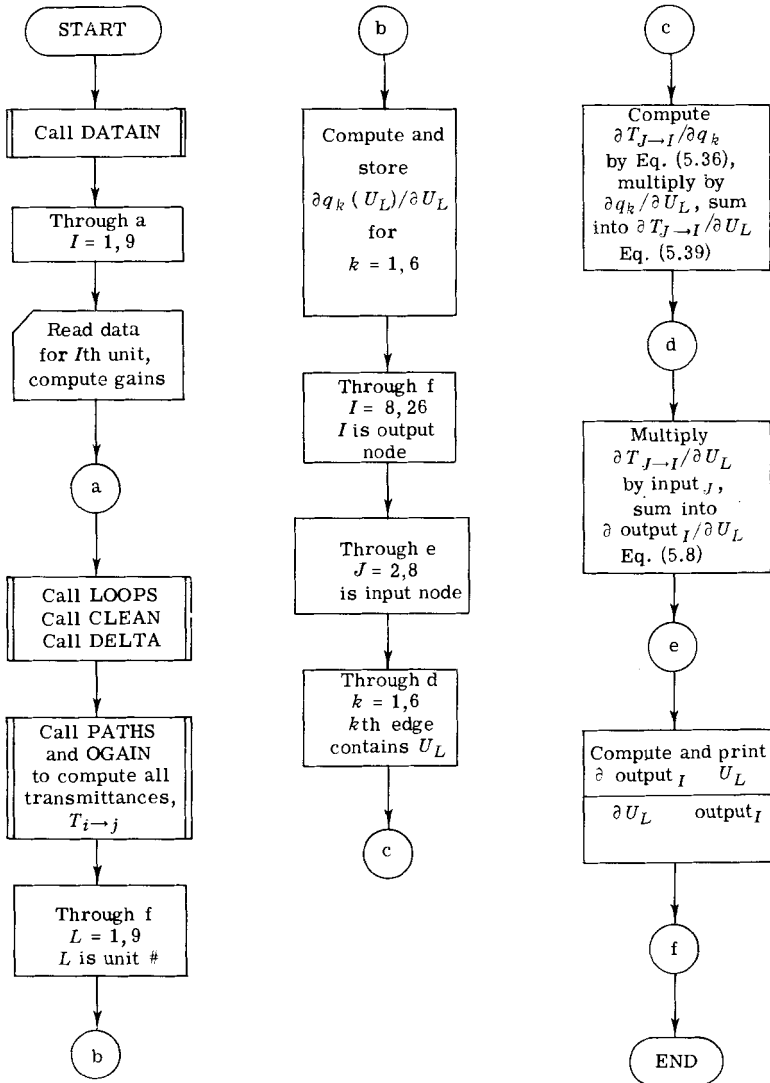 START
Call DATAIN
Through a
I = 1, 9
Read data
for Ith unit,
compute gains
a
Call LOOPS
Call CLEAN
Call DELTA
Call PATHS
and OGAIN
to compute all
transmittances,
T_{i→j}
Through f
L = 1, 9
L is unit #
b
b
Compute and
store
∂q_k (U_L)/∂U_L
for
k = 1, 6
Through f
I = 8, 26
I is output
node
Through e
J = 2,8
is input node
Through d
k = 1,6
kth edge
contains U_L
c
c
Compute
∂T_{J→I}/∂q_k
by Eq. (5.36),
multiply by
∂q_k/∂U_L, sum
into ∂T_{J→I}/∂U_L
Eq. (5.39)
d
Multiply
∂T_{J→I}/∂U_L
by input_J,
sum into
∂ output_I/∂U_L
Eq. (5.8)
e
Compute and print
∂ output_I U_L
∂U_L output_I
f
END